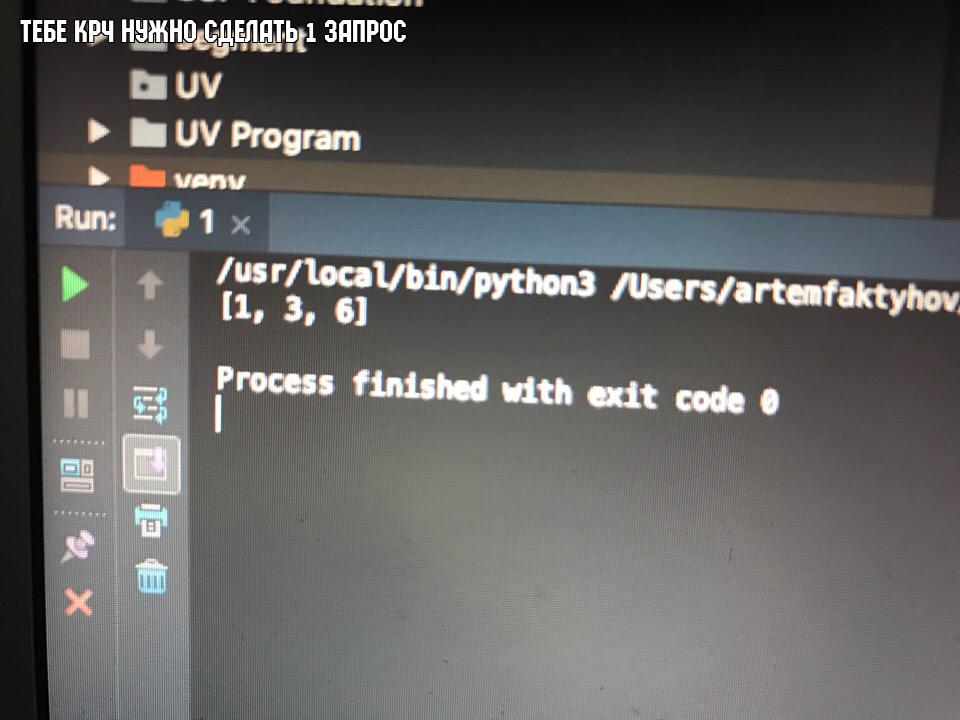 ТЕБЕ КРЧ НУЖНО СДЕЛАТЬ 1 ЗАПРОС
Segment
UV
UV Program
venv
Run: 1
/usr/local/bin/python3 /Users/artemfaktyhov
[1, 3, 6]
Process finished with exit code 0